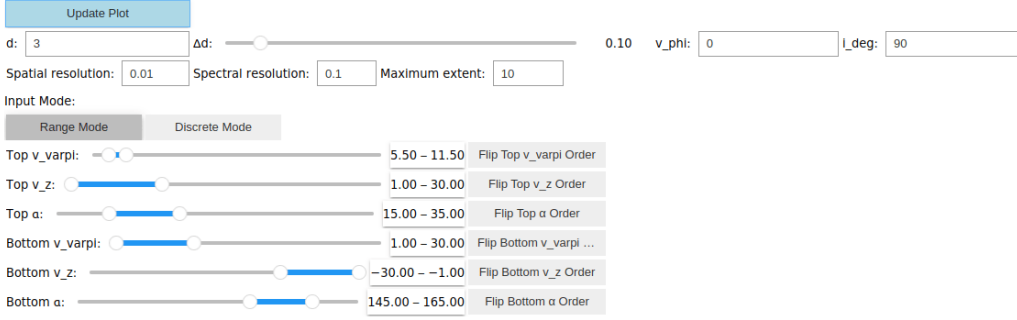 Update Plot
d: 3 Δd: 0.10 v_phi: 0 i_deg: 90
Spatial resolution: 0.01 Spectral resolution: 0.1 Maximum extent: 10
Input Mode:
Range Mode Discrete Mode
Top v_varpi: 5.50 – 11.50 Flip Top v_varpi Order
Top v_z: 1.00 – 30.00 Flip Top v_z Order
Top α: 15.00 – 35.00 Flip Top α Order
Bottom v_varpi: 1.00 – 30.00 Flip Bottom v_varpi ...
Bottom v_z: −30.00 – −1.00 Flip Bottom v_z Order
Bottom α: 145.00 – 165.00 Flip Bottom α Order